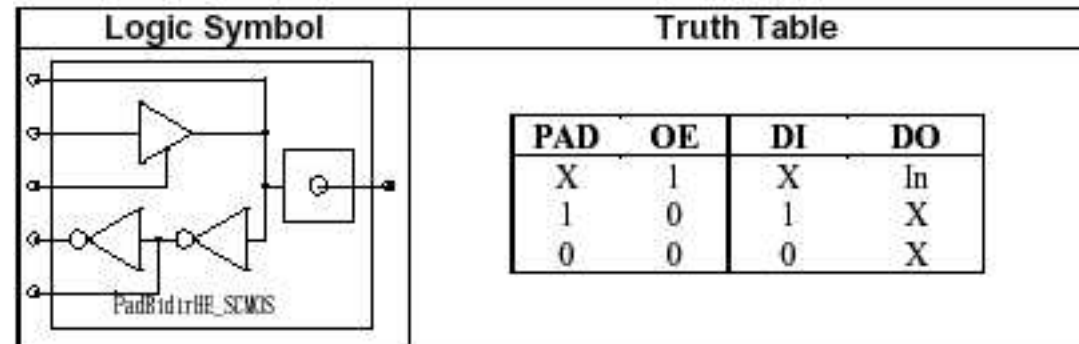 Logic Symbol Truth Table
PAD OE DI DO
X 1 X In
1 0 1 X
0 0 0 X
PadBidirHE_SCMOS